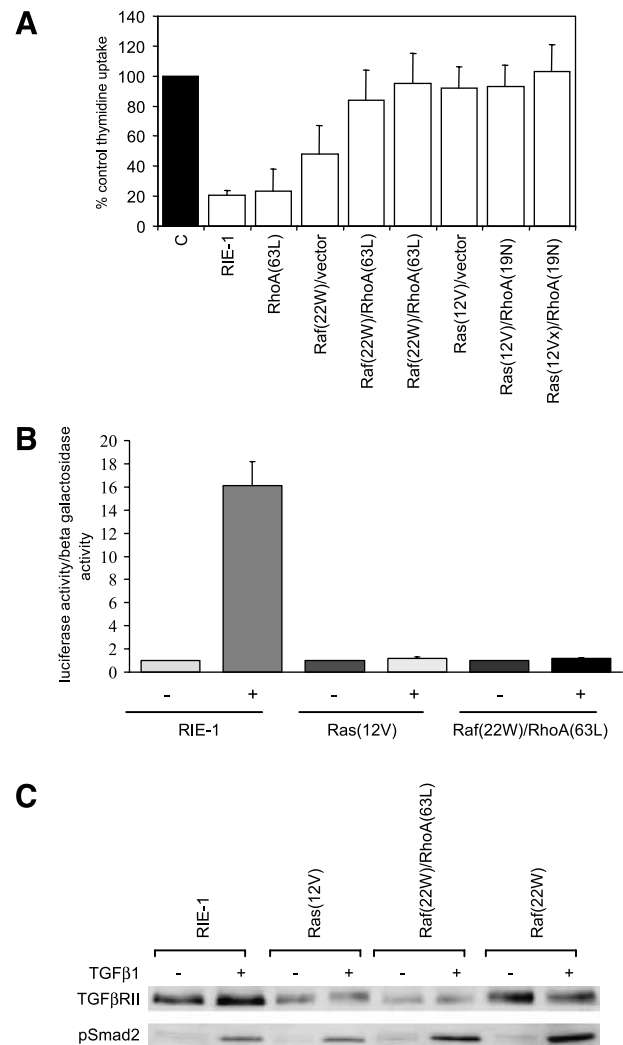 A
% control thymidine uptake
140
120
100
80
60
40
20
0
C
RIE-1
RhoA(63L)
Raf(22W)/vector
Raf(22W)/RhoA(63L)
Raf(22W)/RhoA(63L)
Ras(12V)/vector
Ras(12V)/RhoA(19N)
Ras(12Vx)/RhoA(19N)
B
luciferase activity/beta galactosidase
activity
20
18
16
14
12
10
8
6
4
2
0
- + - + - +
RIE-1 Ras(12V) Raf(22W)/RhoA(63L)
C
RIE-1
Ras(12V)
Raf(22W)/RhoA(63L)
Raf(22W)
TGFβ1 - + - + - + - +
TGFβRII
pSmad2